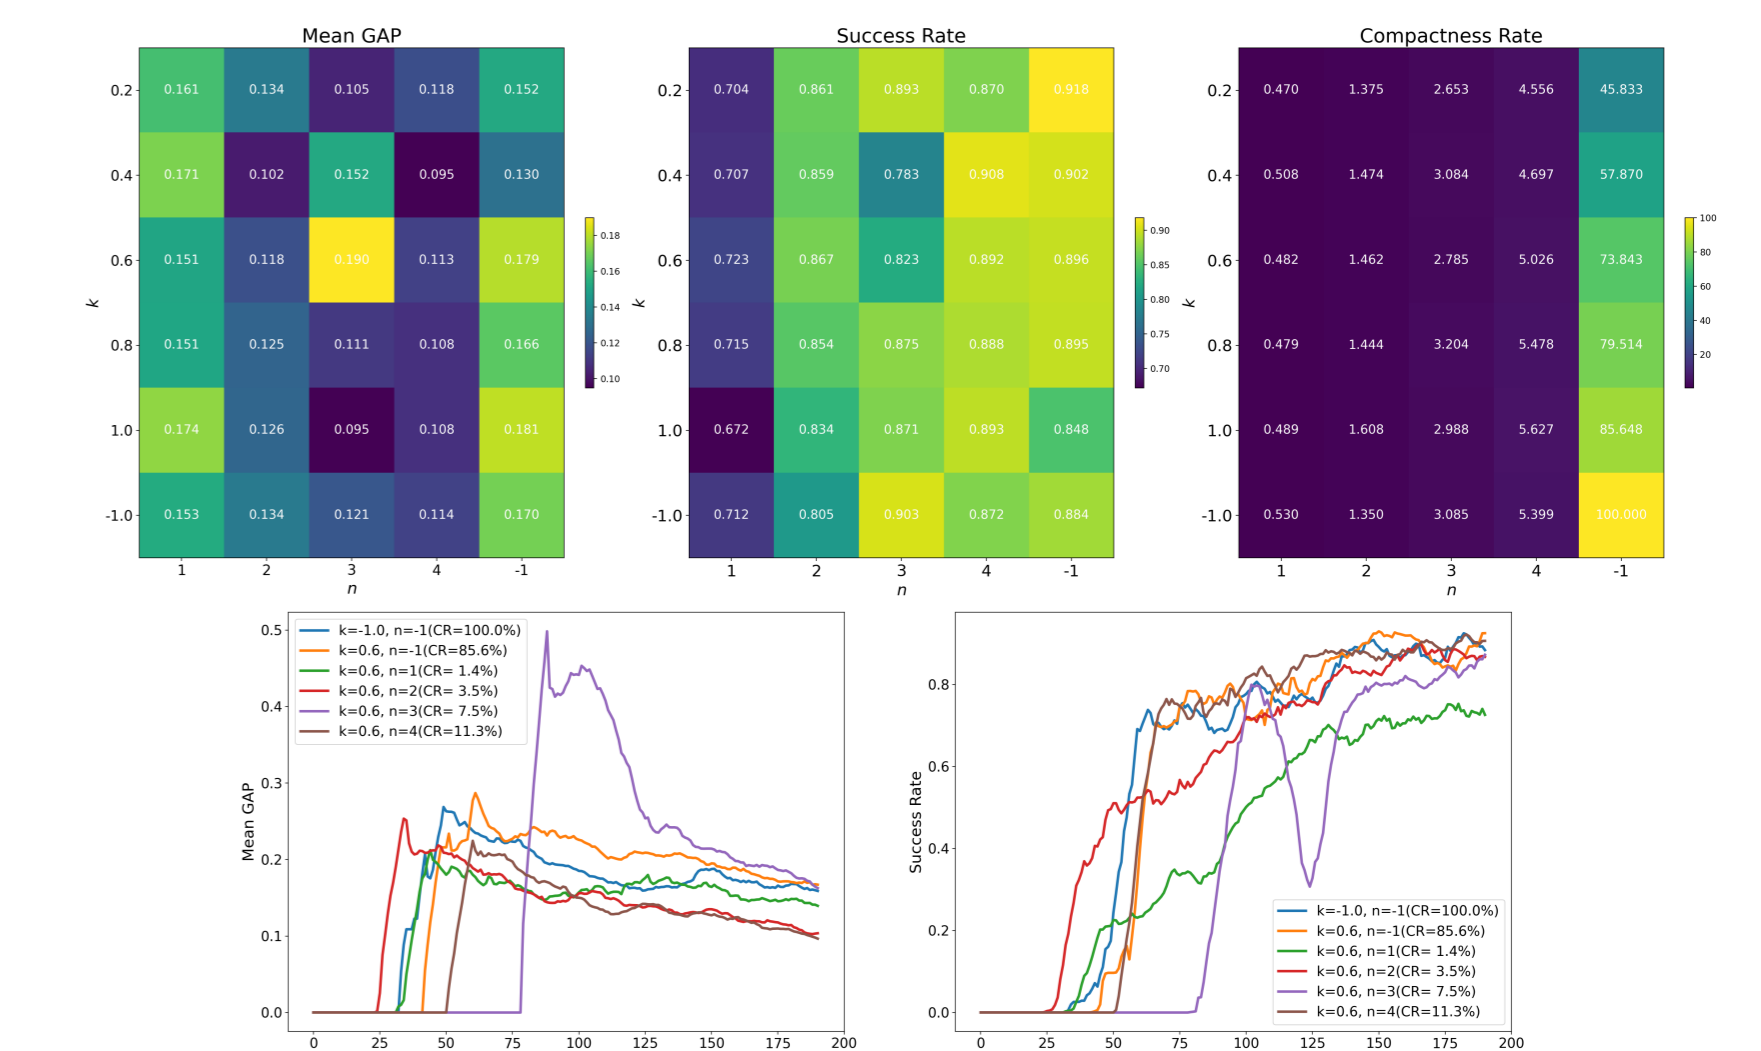 Mean GAP
Success Rate
Compactness Rate
0.2 0.161 0.134 0.105 0.118 0.152
0.4 0.171 0.102 0.152 0.095 0.130
0.6 0.151 0.118 0.190 0.113 0.179
0.8 0.151 0.125 0.111 0.108 0.166
1.0 0.174 0.126 0.095 0.108 0.181
-1.0 0.153 0.134 0.121 0.114 0.170
1 2 3 4 -1
n
k
0.18
0.16
0.14
0.12
0.10
0.2 0.704 0.861 0.893 0.870 0.918
0.4 0.707 0.859 0.783 0.908 0.902
0.6 0.723 0.867 0.823 0.892 0.896
0.8 0.715 0.854 0.875 0.888 0.895
1.0 0.672 0.834 0.871 0.893 0.848
-1.0 0.712 0.805 0.903 0.872 0.884
1 2 3 4 -1
n
k
0.90
0.85
0.80
0.75
0.70
0.2 0.470 1.375 2.653 4.556 45.833
0.4 0.508 1.474 3.084 4.697 57.870
0.6 0.482 1.462 2.785 5.026 73.843
0.8 0.479 1.444 3.204 5.478 79.514
1.0 0.489 1.608 2.988 5.627 85.648
-1.0 0.530 1.350 3.085 5.399 100.000
1 2 3 4 -1
n
k
100
80
60
40
20
Mean GAP
0.5
0.4
0.3
0.2
0.1
0.0
k=-1.0, n=-1(CR=100.0%)
k=0.6, n=-1(CR=85.6%)
k=0.6, n=1(CR= 1.4%)
k=0.6, n=2(CR= 3.5%)
k=0.6, n=3(CR= 7.5%)
k=0.6, n=4(CR=11.3%)
0 25 50 75 100 125 150 175 200
Success Rate
0.8
0.6
0.4
0.2
0.0
k=-1.0, n=-1(CR=100.0%)
k=0.6, n=-1(CR=85.6%)
k=0.6, n=1(CR= 1.4%)
k=0.6, n=2(CR= 3.5%)
k=0.6, n=3(CR= 7.5%)
k=0.6, n=4(CR=11.3%)
0 25 50 75 100 125 150 175 200